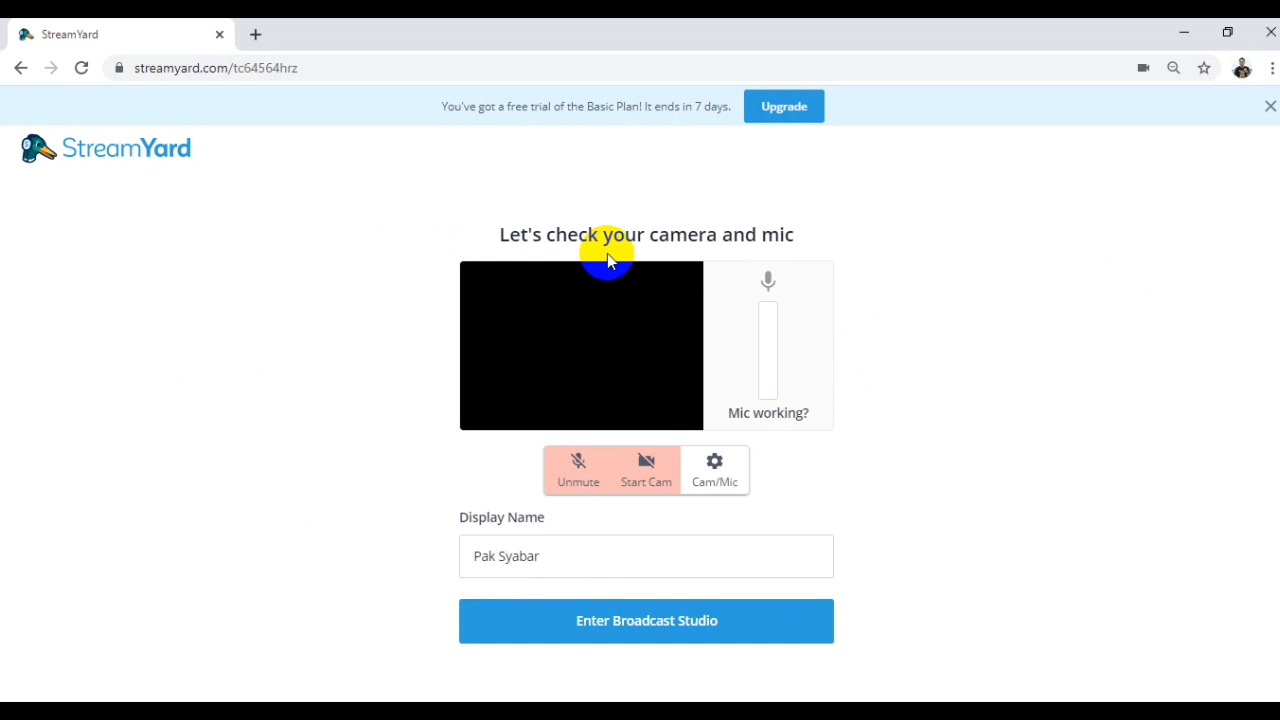 StreamYard
streamyard.com/tc64564hrz
You've got a free trial of the Basic Plan! It ends in 7 days. Upgrade
StreamYard
Let's check your camera and mic
Mic working?
Unmute Start Cam Cam/Mic
Display Name
Pak Syabar
Enter Broadcast Studio